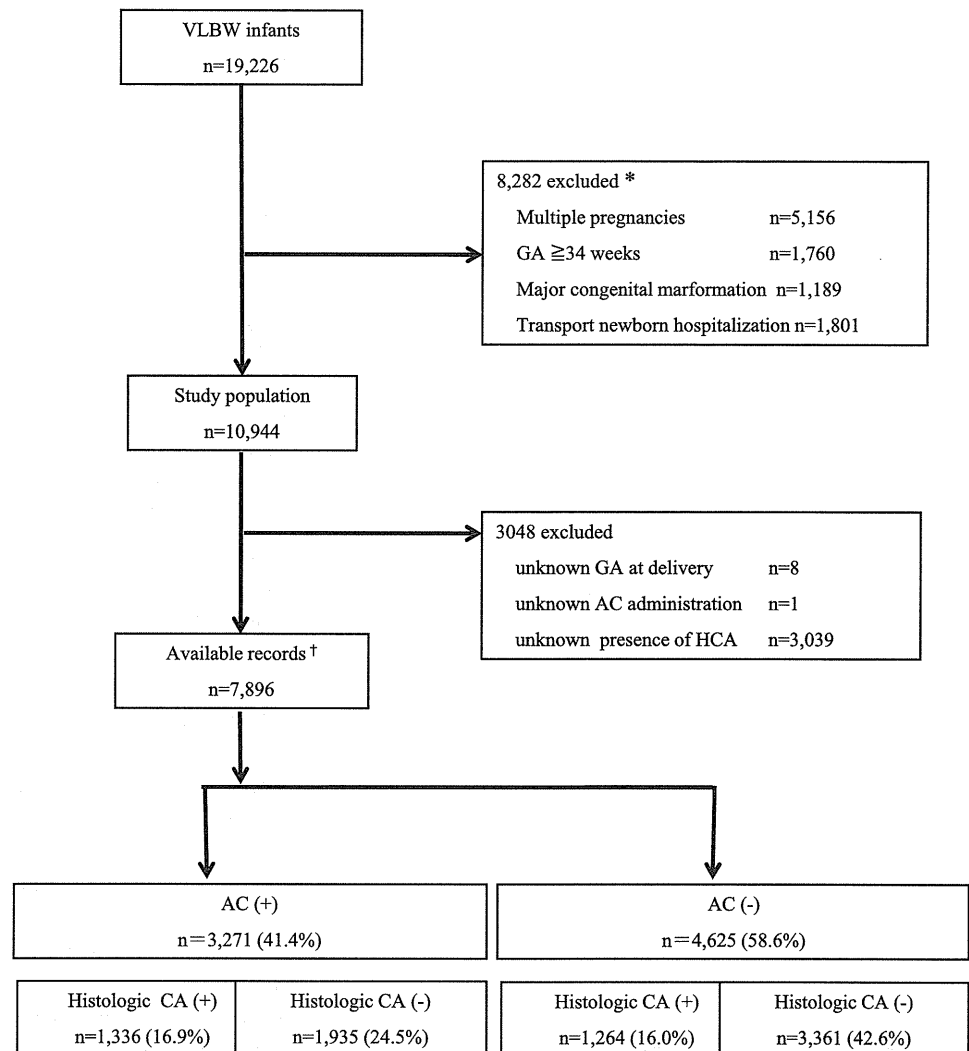 VLBW infants
n=19,226
8,282 excluded *
Multiple pregnancies n=5,156
GA ≧34 weeks n=1,760
Major congenital marformation n=1,189
Transport newborn hospitalization n=1,801
Study population
n=10,944
3048 excluded
unknown GA at delivery n=8
unknown AC administration n=1
unknown presence of HCA n=3,039
Available records †
n=7,896
AC (+)
n=3,271 (41.4%)
AC (-)
n=4,625 (58.6%)
Histologic CA (+)
n=1,336 (16.9%)
Histologic CA (-)
n=1,935 (24.5%)
Histologic CA (+)
n=1,264 (16.0%)
Histologic CA (-)
n=3,361 (42.6%)